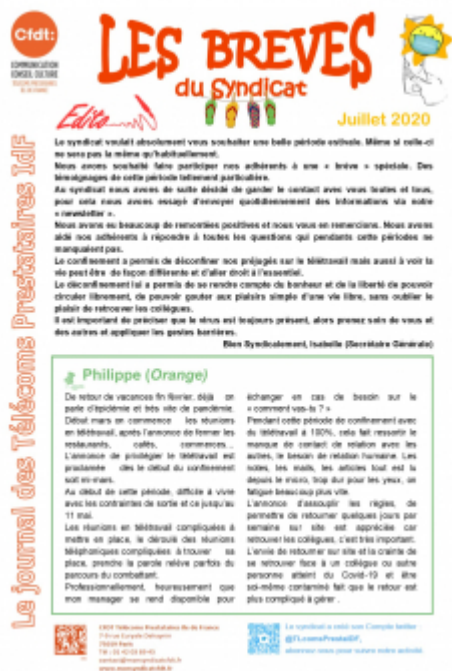 Cfdt:
COMMUNICATION
CONSEIL CULTURE
LES BREVES
du Syndicat
Edito
Juillet 2020
Le journal des Télécoms Prestataires IdF
Le syndicat voulait absolument vous souhaiter une belle période estivale. Même si celle-ci
ne sera pas la même qu'habituellement.
Nous avons souhaité faire participer nos adhérents à une « brève » spéciale. Des
témoignages de cette période tellement particulière.
Au syndicat nous avons de suite décidé de garder le contact avec vous toutes et tous,
pour cela nous avons essayé d'envoyer quotidiennement des informations via notre
« newsletter ».
Nous avons eu beaucoup de remontées positives et nous vous en remercions. Nous avons
aidé nos adhérents à répondre à toutes les questions qui pendants cette périodes ne
manquaient pas.
Le confinement a permis de déconfiner nos préjugés sur le télétravail mais aussi à voir la
vie peut être de façon différente et d'aller droit à l'essentiel.
Le déconfinement lui a permis de se rendre compte du bonheur et de la liberté de pouvoir
circuler librement, de pouvoir gouter aux plaisirs simple d'une vie libre, sans oublier le
plaisir de retrouver les collègues.
Il est important de préciser que le virus est toujours présent, alors prenez soin de vous et
des autres et appliquer les gestes barrières.
Bien Syndicalement, Isabelle (Secrétaire Générale)
Philippe (Orange)
De retour de vacances fin février, déjà on
parle d'épidémie et très vite de pandémie.
Début mars on commence les réunions
en télétravail, après l'annonce de fermer les
restaurants, cafés, commerces...
L'annonce de privilégier le télétravail est
proclamée dès le début du confinement
soit mi-mars.
Au début de cette période, difficile à vivre
avec les contraintes de sortie et ce jusqu'au
11 mai.
Les réunions en télétravail compliquées à
mettre en place, le déroulé des réunions
téléphoniques compliquées à trouver sa
place, prendre la parole relève parfois du
parcours du combattant.
Professionnellement, heureusement que
mon manager se rend disponible pour
échanger en cas de besoin sur le
« comment vas-tu ? »
Pendant cette période de confinement avec
du télétravail à 100%, cela fait ressortir le
manque de contact de relation avec les
autres, le besoin de relation humaine. Les
notes, les mails, les articles tout est lu
depuis le micro, trop dur pour les yeux, on
fatigue beaucoup plus vite.
L'annonce d'assouplir les règles, de
permettre de retourner quelques jours par
semaine sur site est appréciée car
retrouver les collègues, c'est très important.
L'envie de retourner sur site et la crainte de
se retrouver face à un collègue ou autre
personne atteint du Covid-19 et être
soi-même contaminé fait que le retour est
plus compliqué à gérer .
CFDT Télécoms Prestataires Ile de France
75020 Paris
Le syndicat a créé son Compte twitter
@TLcomsPrestaIDF,
abonnez vous pour suivre notre activité